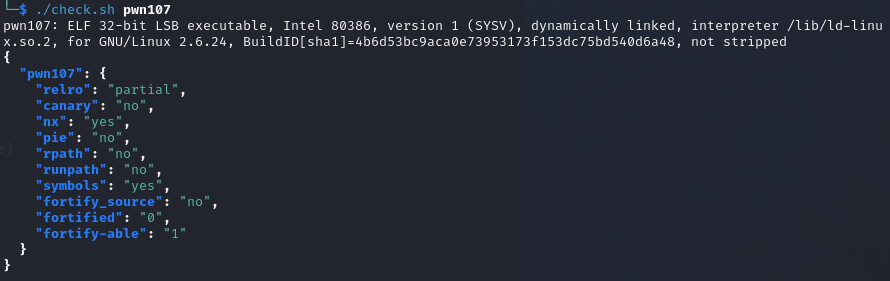 └─$ ./check.sh pwn107
pwn107: ELF 32-bit LSB executable, Intel 80386, version 1 (SYSV), dynamically linked, interpreter /lib/ld-linu
x.so.2, for GNU/Linux 2.6.24, BuildID[sha1]=4b6d53bc9aca0e73953173f153dc75bd540d6a48, not stripped
{
  "pwn107": {
    "relro": "partial",
    "canary": "no",
    "nx": "yes",
    "pie": "no",
    "rpath": "no",
    "runpath": "no",
    "symbols": "yes",
    "fortify_source": "no",
    "fortified": "0",
    "fortify-able": "1"
  }
}